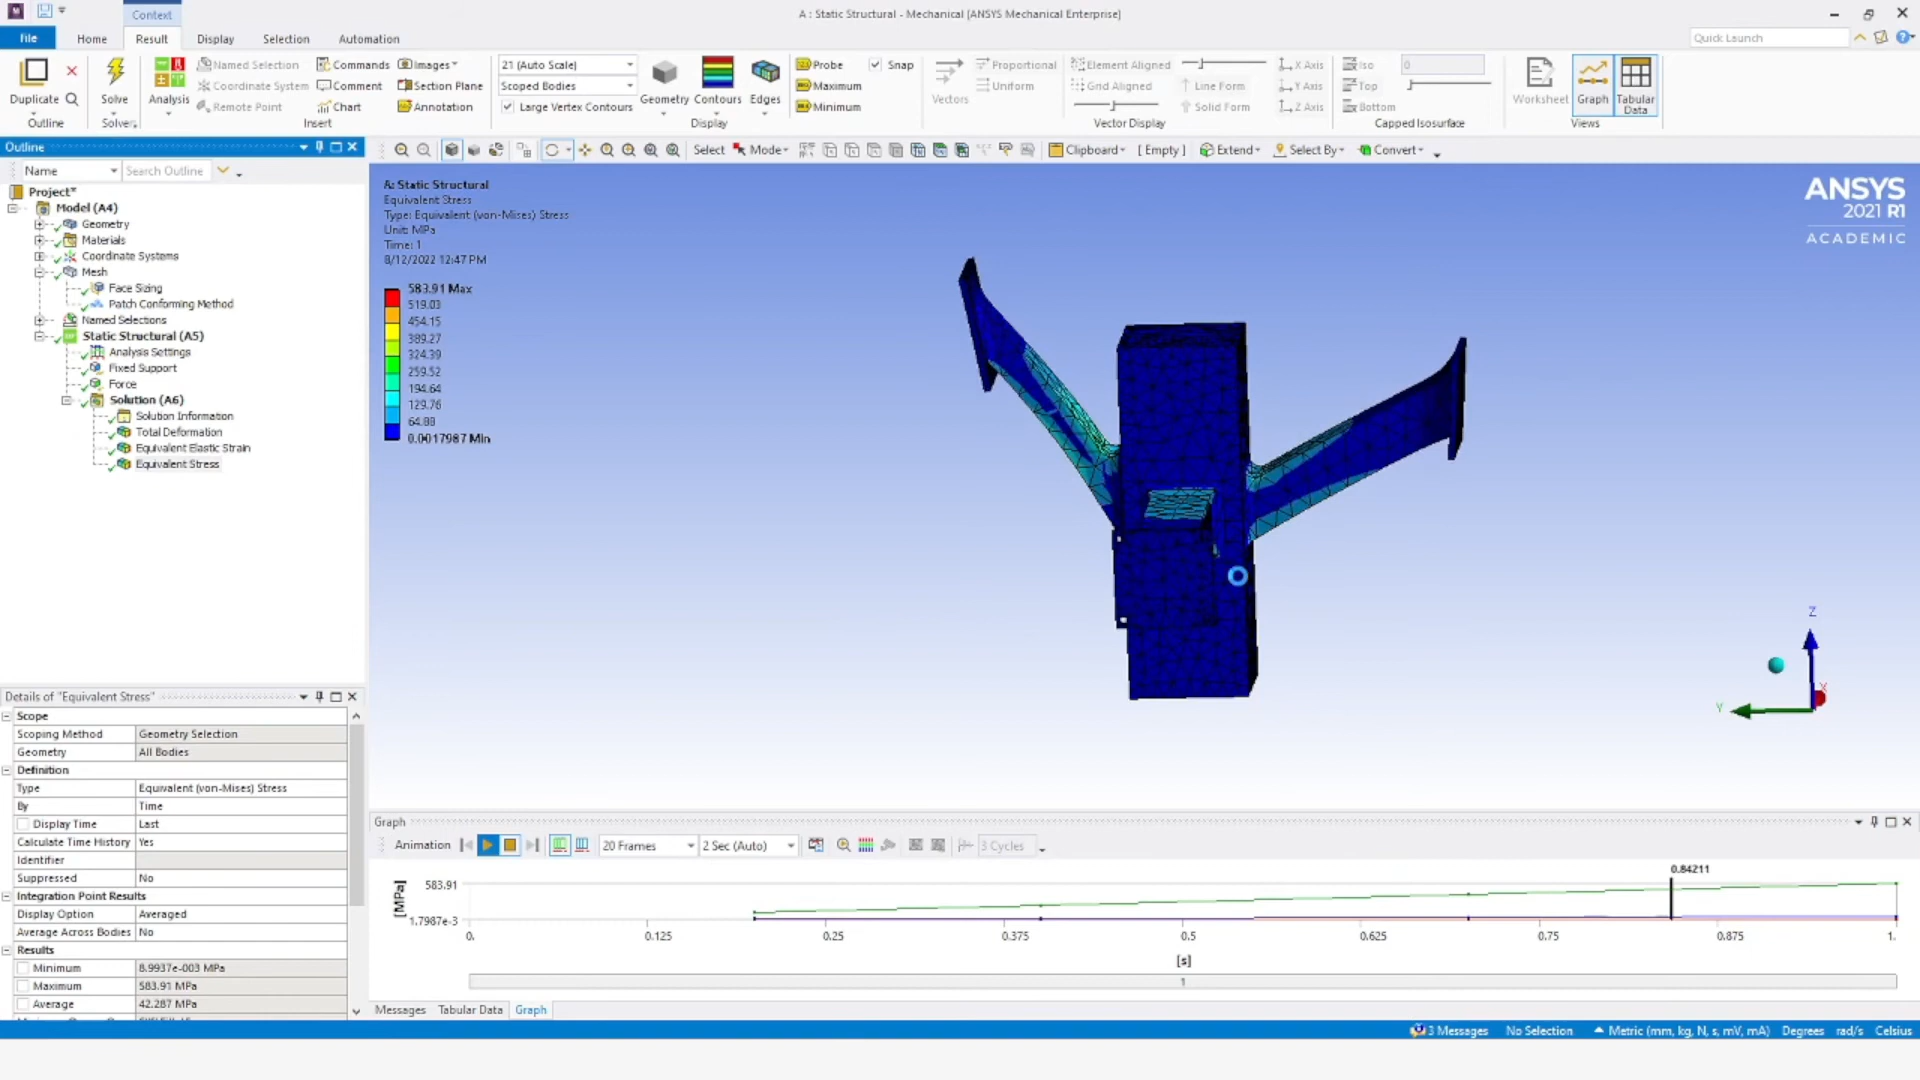 Context
A : Static Structural - Mechanical [ANSYS Mechanical Enterprise]
File Home Result Display Selection Automation
Quick Launch
Duplicate
Outline
Solve
Solver
Analysis
Named Selection
Coordinate System
Remote Point
Commands
Comment
Chart
Images
Section Plane
Annotation
Insert
21 (Auto Scale)
Scoped Bodies
Large Vertex Contours
Geometry
Contours
Edges
Display
Probe
Maximum
Minimum
Snap
Vectors
Proportional
Uniform
Element Aligned
Grid Aligned
Line Form
Solid Form
X Axis
Y Axis
Z Axis
Vector Display
Iso
Top
Bottom
0
Capped Isosurface
Worksheet
Graph
Tabular
Data
Views
Outline
Name Search Outline
Select Mode Clipboard [ Empty ] Extend Select By Convert
Project*
Model (A4)
Geometry
Materials
Coordinate Systems
Mesh
Face Sizing
Patch Conforming Method
Named Selections
Static Structural (A5)
Analysis Settings
Fixed Support
Force
Solution (A6)
Solution Information
Total Deformation
Equivalent Elastic Strain
Equivalent Stress
A: Static Structural
Equivalent Stress
Type: Equivalent (von-Mises) Stress
Unit: MPa
Time: 1
8/12/2022 12:47 PM
583.91 Max
519.03
454.15
389.27
324.39
259.52
194.64
129.76
64.88
0.0017987 Min
ANSYS
2021 R1
ACADEMIC
Z
Y
X
Details of "Equivalent Stress"
Scope
Scoping Method Geometry Selection
Geometry All Bodies
Definition
Type Equivalent (von-Mises) Stress
By Time
Display Time Last
Calculate Time History Yes
Identifier
Suppressed No
Integration Point Results
Display Option Averaged
Average Across Bodies No
Results
Minimum 8.9937e-003 MPa
Maximum 583.91 MPa
Average 42.287 MPa
Graph
Animation 20 Frames 2 Sec (Auto) 3 Cycles
0.84211
[MPa]
583.91
1.7987e-3
0. 0.125 0.25 0.375 0.5 0.625 0.75 0.875 1.
[s]
1
Messages Tabular Data Graph
3 Messages No Selection Metric (mm, kg, N, s, mV, mA) Degrees rad/s Celsius